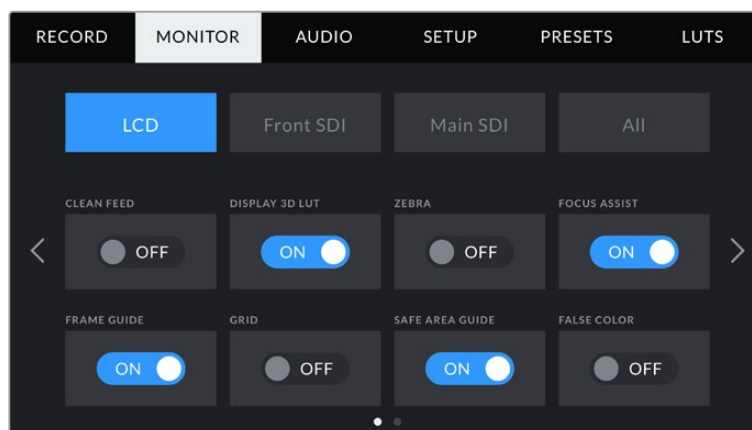 RECORD MONITOR AUDIO SETUP PRESETS LUTS
LCD Front SDI Main SDI All
CLEAN FEED DISPLAY 3D LUT ZEBRA FOCUS ASSIST
OFF ON OFF ON
FRAME GUIDE GRID SAFE AREA GUIDE FALSE COLOR
ON OFF ON OFF